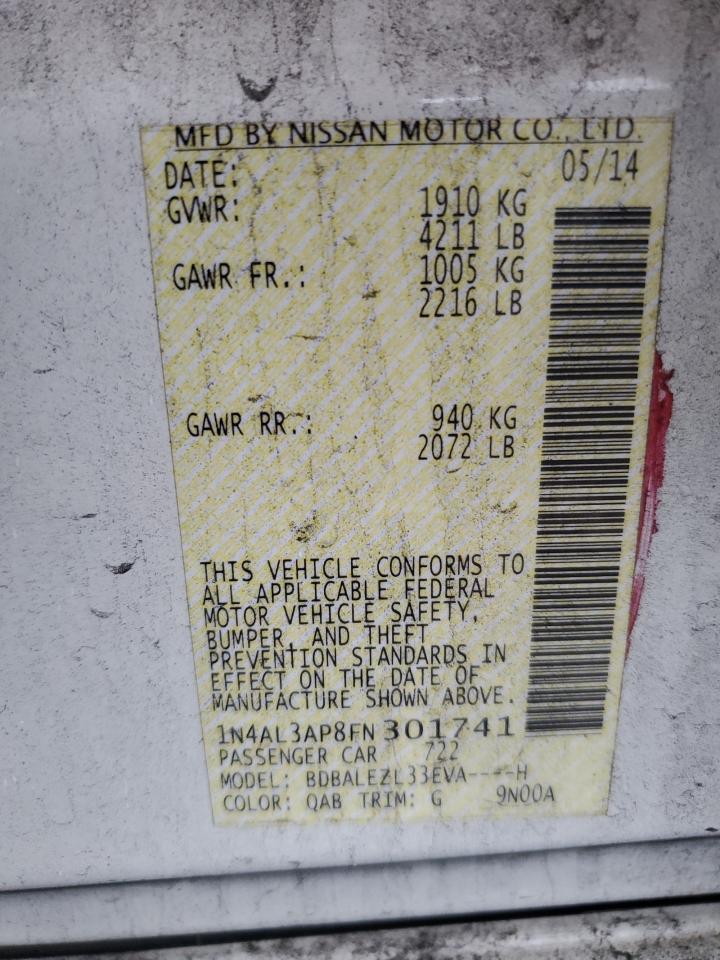 MFD BY NISSAN MOTOR CO., LTD.
DATE: 05/14
GVWR: 1910 KG
4211 LB
GAWR FR.: 1005 KG
2216 LB
GAWR RR.: 940 KG
2072 LB
THIS VEHICLE CONFORMS TO
ALL APPLICABLE FEDERAL
MOTOR VEHICLE SAFETY,
BUMPER, AND THEFT
PREVENTION STANDARDS IN
EFFECT ON THE DATE OF
MANUFACTURE SHOWN ABOVE.
1N4AL3AP8FN 301741
PASSENGER CAR 722
MODEL: BDBALEZL33EVA----H
COLOR: QAB TRIM: G 9N00A